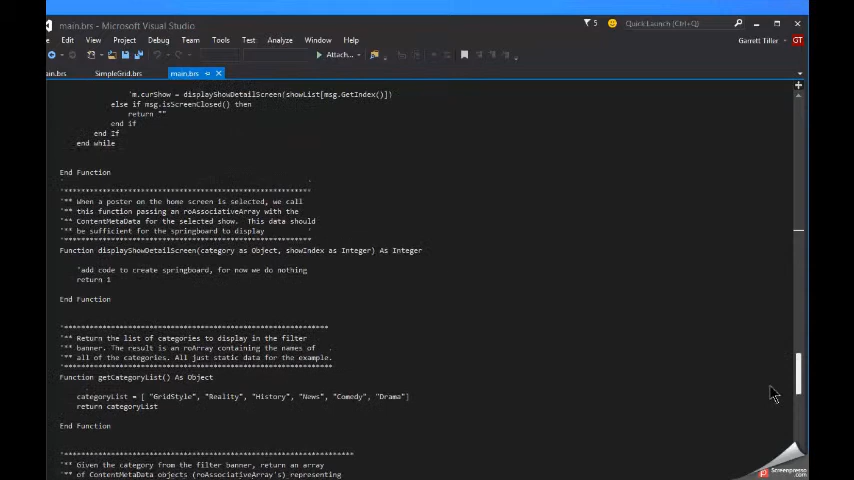 main.brs - Microsoft Visual Studio
5
Quick Launch (Ctrl+Q)
Edit View Project Debug Team Tools Test Analyze Window Help
Garrett Tiller GT
Attach...
ain.brs SimpleGrid.brs main.brs
'm.curShow = displayShowDetailScreen(showList[msg.GetIndex()])
else if msg.isScreenClosed() then
return ""
end if
end If
end while
End Function
'
'******************************************************
'** When a poster on the home screen is selected, we call
'** this function passing an roAssociativeArray with the
'** ContentMetaData for the selected show. This data should
'** be sufficient for the springboard to display
'******************************************************
Function displayShowDetailScreen(category as Object, showIndex as Integer) As Integer
'add code to create springboard, for now we do nothing
return 1
End Function
'**********************************************************
'** Return the list of categories to display in the filter
'** banner. The result is an roArray containing the names of
'** all of the categories. All just static data for the example.
'**********************************************************
Function getCategoryList() As Object
categoryList = [ "GridStyle", "Reality", "History", "News", "Comedy", "Drama"]
return categoryList
End Function
'****************************************************************
'** Given the category from the filter banner, return an array
'** of ContentMetaData objects (roAssociativeArray's) representing
Screenpresso
.com